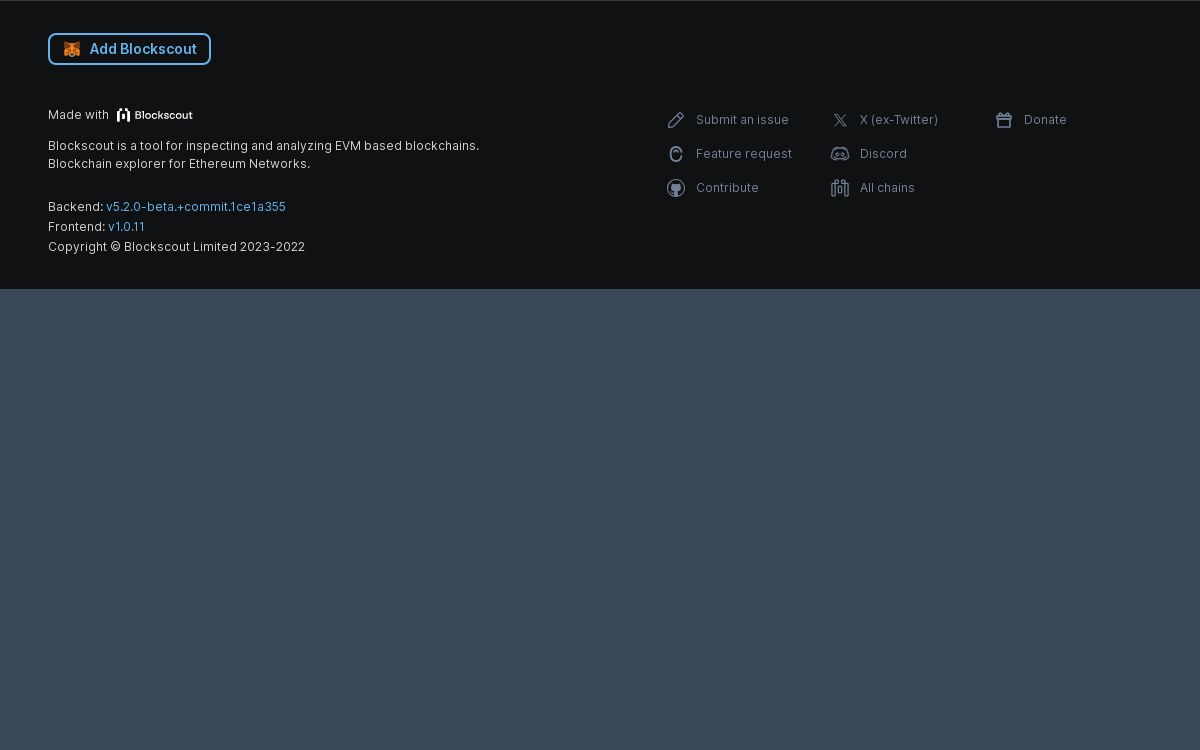 Add Blockscout
Made with Blockscout
Blockscout is a tool for inspecting and analyzing EVM based blockchains.
Blockchain explorer for Ethereum Networks.
Backend: v5.2.0-beta.+commit.1ce1a355
Frontend: v1.0.11
Copyright © Blockscout Limited 2023-2022
Submit an issue
Feature request
Contribute
X (ex-Twitter)
Discord
All chains
Donate